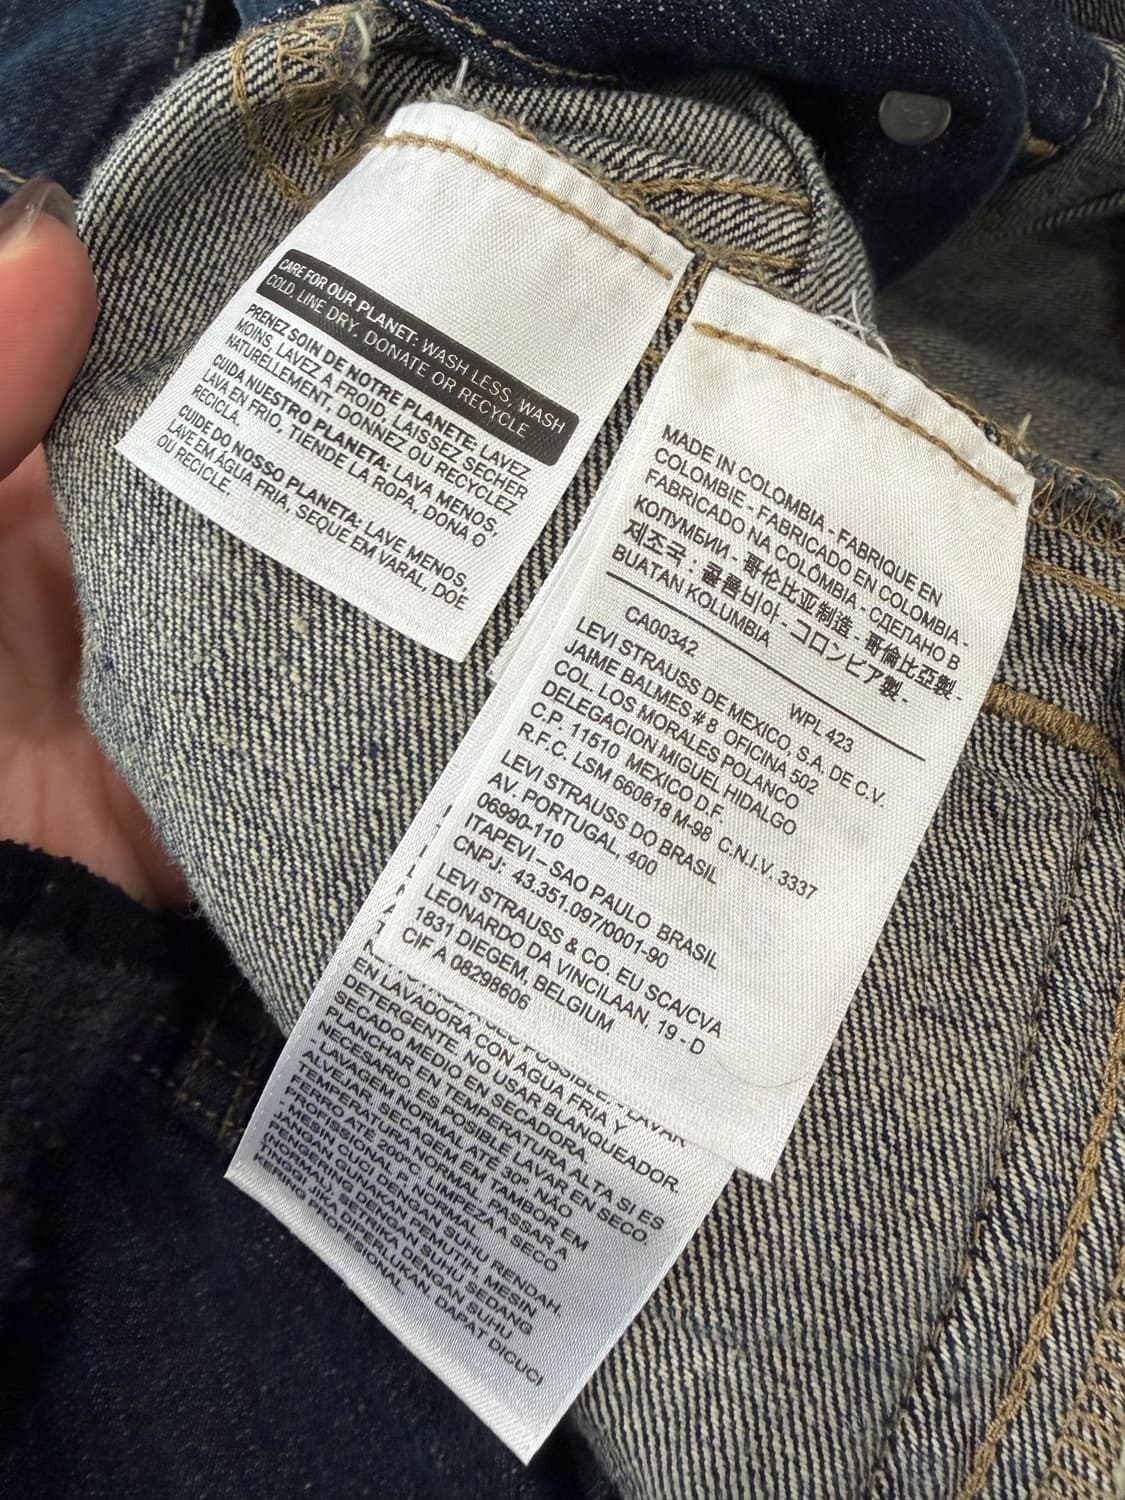 CARE FOR OUR PLANET: WASH LESS, WASH
COLD, LINE DRY, DONATE OR RECYCLE
PRENEZ SOIN DE NOTRE PLANETE: LAVEZ
MOINS, LAVEZ A FROID, LAISSEZ SECHER
NATURELLEMENT, DONNEZ OU RECYCLEZ
CUIDA NUESTRO PLANETA: LAVA MENOS,
LAVA EN FRIO, TIENDE LA ROPA, DONA O
RECICLA.
CUIDE DO NOSSO PLANETA: LAVE MENOS,
LAVE EM ÁGUA FRIA, SEQUE EM VARAL, DOE
OU RECICLE.
MADE IN COLOMBIA - FABRIQUE EN
COLOMBIE - FABRICADO EN COLOMBIA -
FABRICADO NA COLÔMBIA - СДЕЛАНО В
КОЛУМБИИ - 哥伦比亚制造 - 哥倫比亞製 -
제조국 : 콜롬비아 - コロンビア製 -
BUATAN KOLUMBIA
CA00342 WPL 423
LEVI STRAUSS DE MEXICO, S.A. DE C.V.
JAIME BALMES # 8 OFICINA 502
COL. LOS MORALES POLANCO
DELEGACION MIGUEL HIDALGO
C.P. 11510 MEXICO D.F.
R.F.C. LSM 660818 M-98 C.N.I.V. 3337
LEVI STRAUSS DO BRASIL
AV. PORTUGAL, 400
06990-110
ITAPEVI – SAO PAULO BRASIL
CNPJ: 43.351.097/0001-90
LEVI STRAUSS & CO. EU SCA/CVA
LEONARDO DA VINCILAAN, 19 - D
1831 DIEGEM, BELGIUM
CIF A 08298606
POSSIBLE. LAVAR
EN LAVADORA CON AGUA FRIA Y
DETERGENTE. NO USAR BLANQUEADOR.
SECADO MEDIO EN SECADORA.
PLANCHAR EN TEMPERATURA ALTA SI ES
NECESARIO. ES POSIBLE LAVAR EN SECO
LAVAGEM NORMAL ATÉ 30º. NÃO
ALVEJAR. SECAGEM EM TAMBOR EM
TEMPERATURA NORMAL. PASSAR A
FERRO ATÉ 200ºC. LIMPEZA A SECO
PROFISSIONAL, P, NORMAL
MESIN CUCI DENGAN SUHU RENDAH.
JANGAN GUNAKAN PEMUTIH. MESIN
PENGERING DENGAN SUHU SEDANG
(NORMAL). SETRIKA DENGAN SUHU
TINGGI JIKA DIPERLUKAN. DAPAT DICUCI
KERING PROFESIONAL.